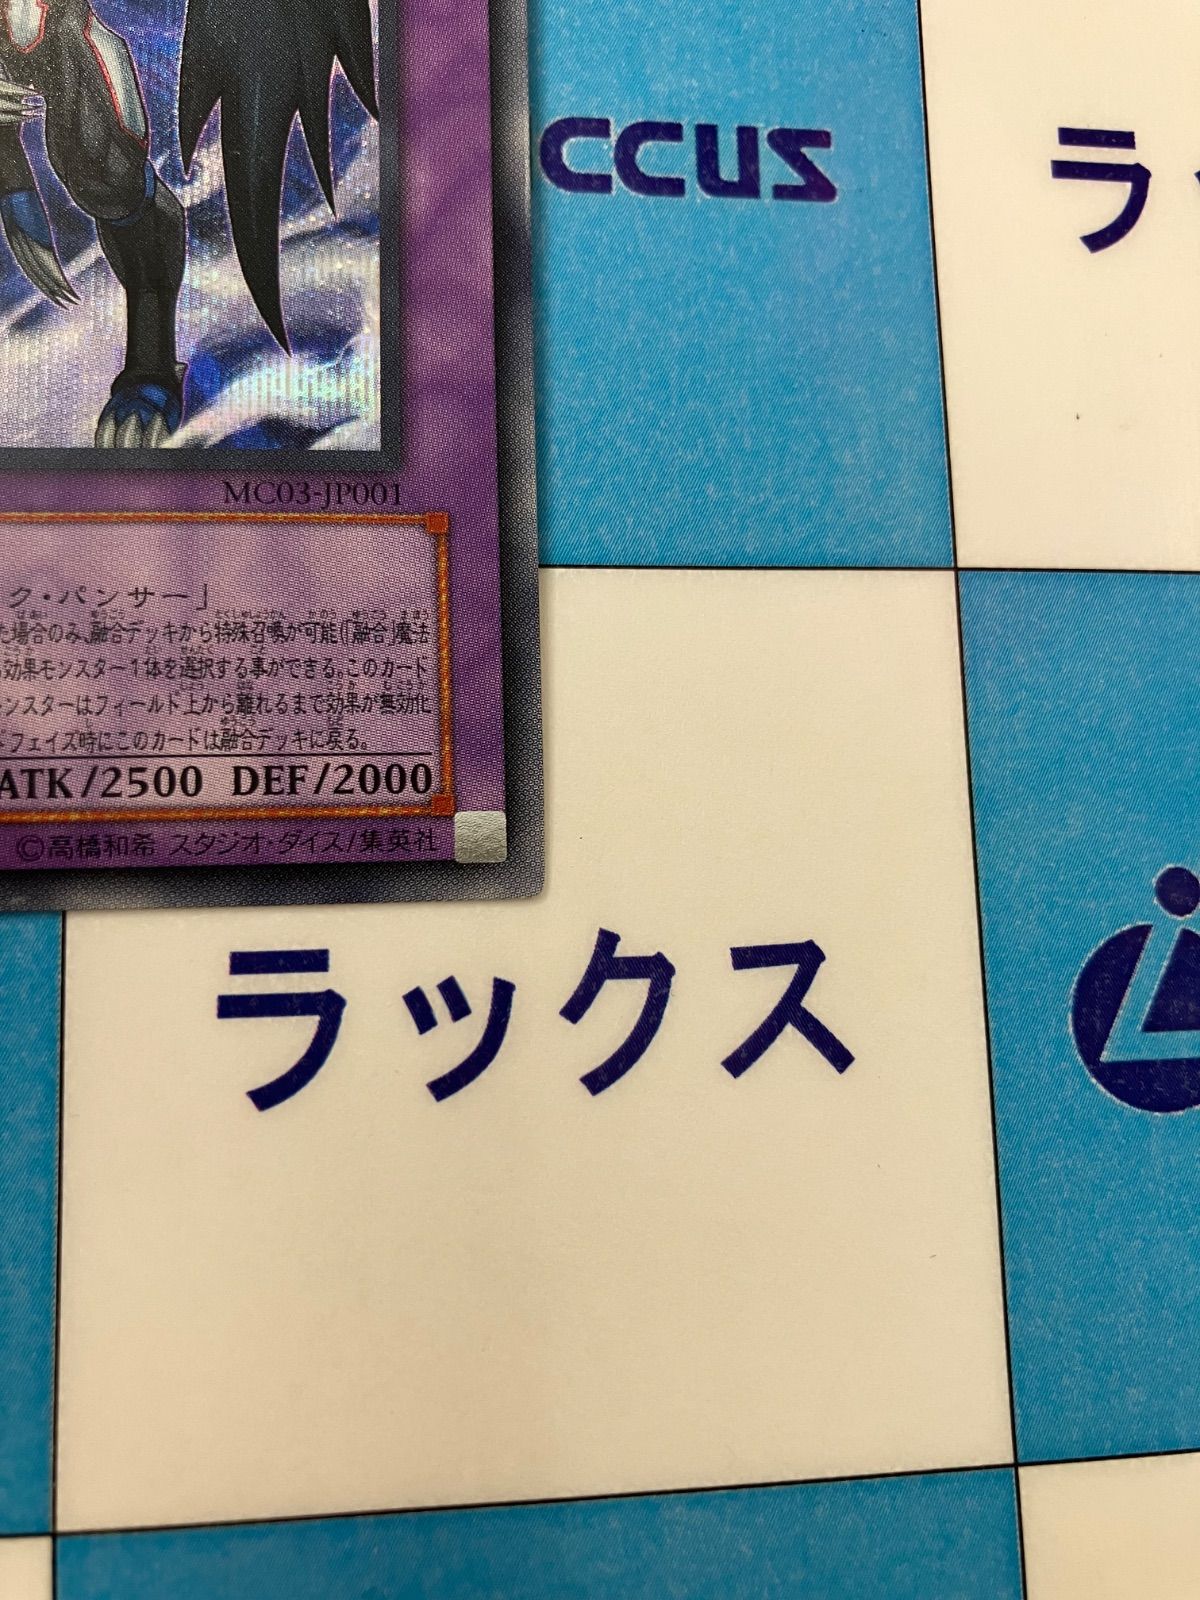 ccus
ラ
MC03-JP001
ク・パンサー」
た場合のみ、融合デッキから特殊召喚が可能(「融合」魔法
効果モンスター1体を選択する事ができる。このカード
ンスターはフィールド上から離れるまで効果が無効化
フェイズ時にこのカードは融合デッキに戻る。
ATK/2500 DEF/2000
©高橋和希 スタジオ・ダイス/集英社
ラックス